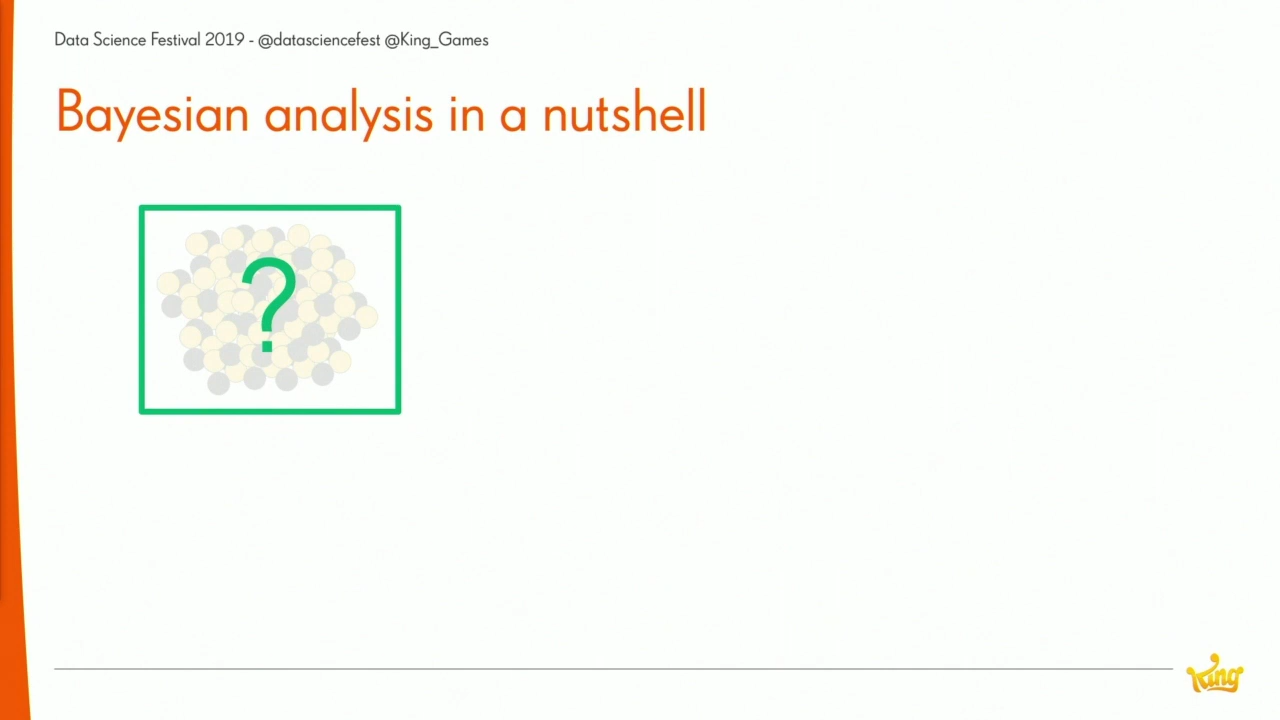 Data Science Festival 2019 - @datasciencefest @King_Games
Bayesian analysis in a nutshell
?
King